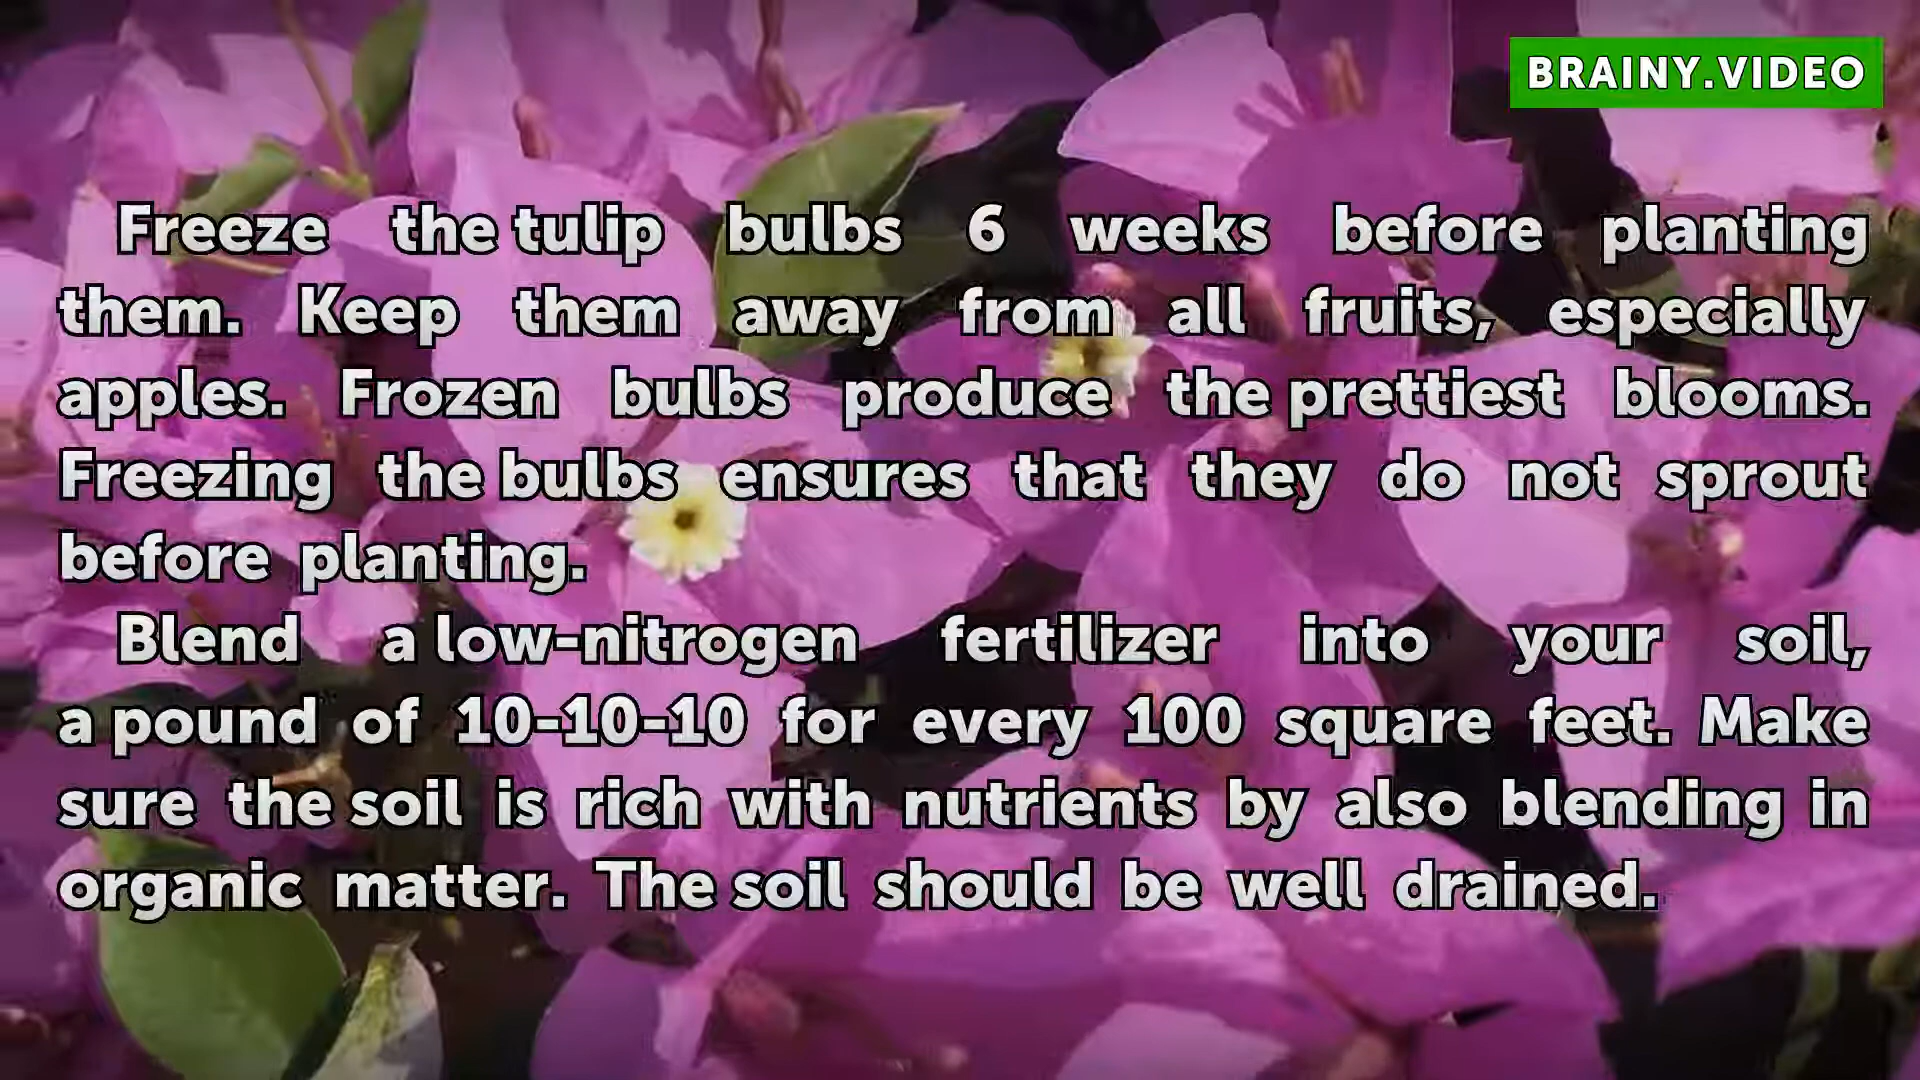 BRAINY.VIDEO
Freeze the tulip bulbs 6 weeks before planting
them. Keep them away from all fruits, especially
apples. Frozen bulbs produce the prettiest blooms.
Freezing the bulbs ensures that they do not sprout
before planting.
Blend a low-nitrogen fertilizer into your soil,
a pound of 10-10-10 for every 100 square feet. Make
sure the soil is rich with nutrients by also blending in
organic matter. The soil should be well drained.